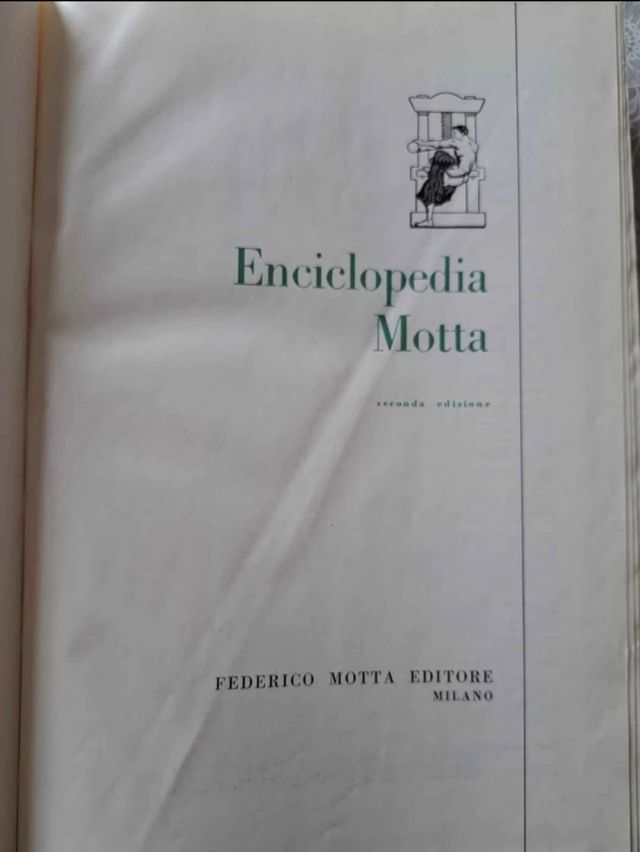 Enciclopedia
Motta
seconda edizione
FEDERICO MOTTA EDITORE
MILANO